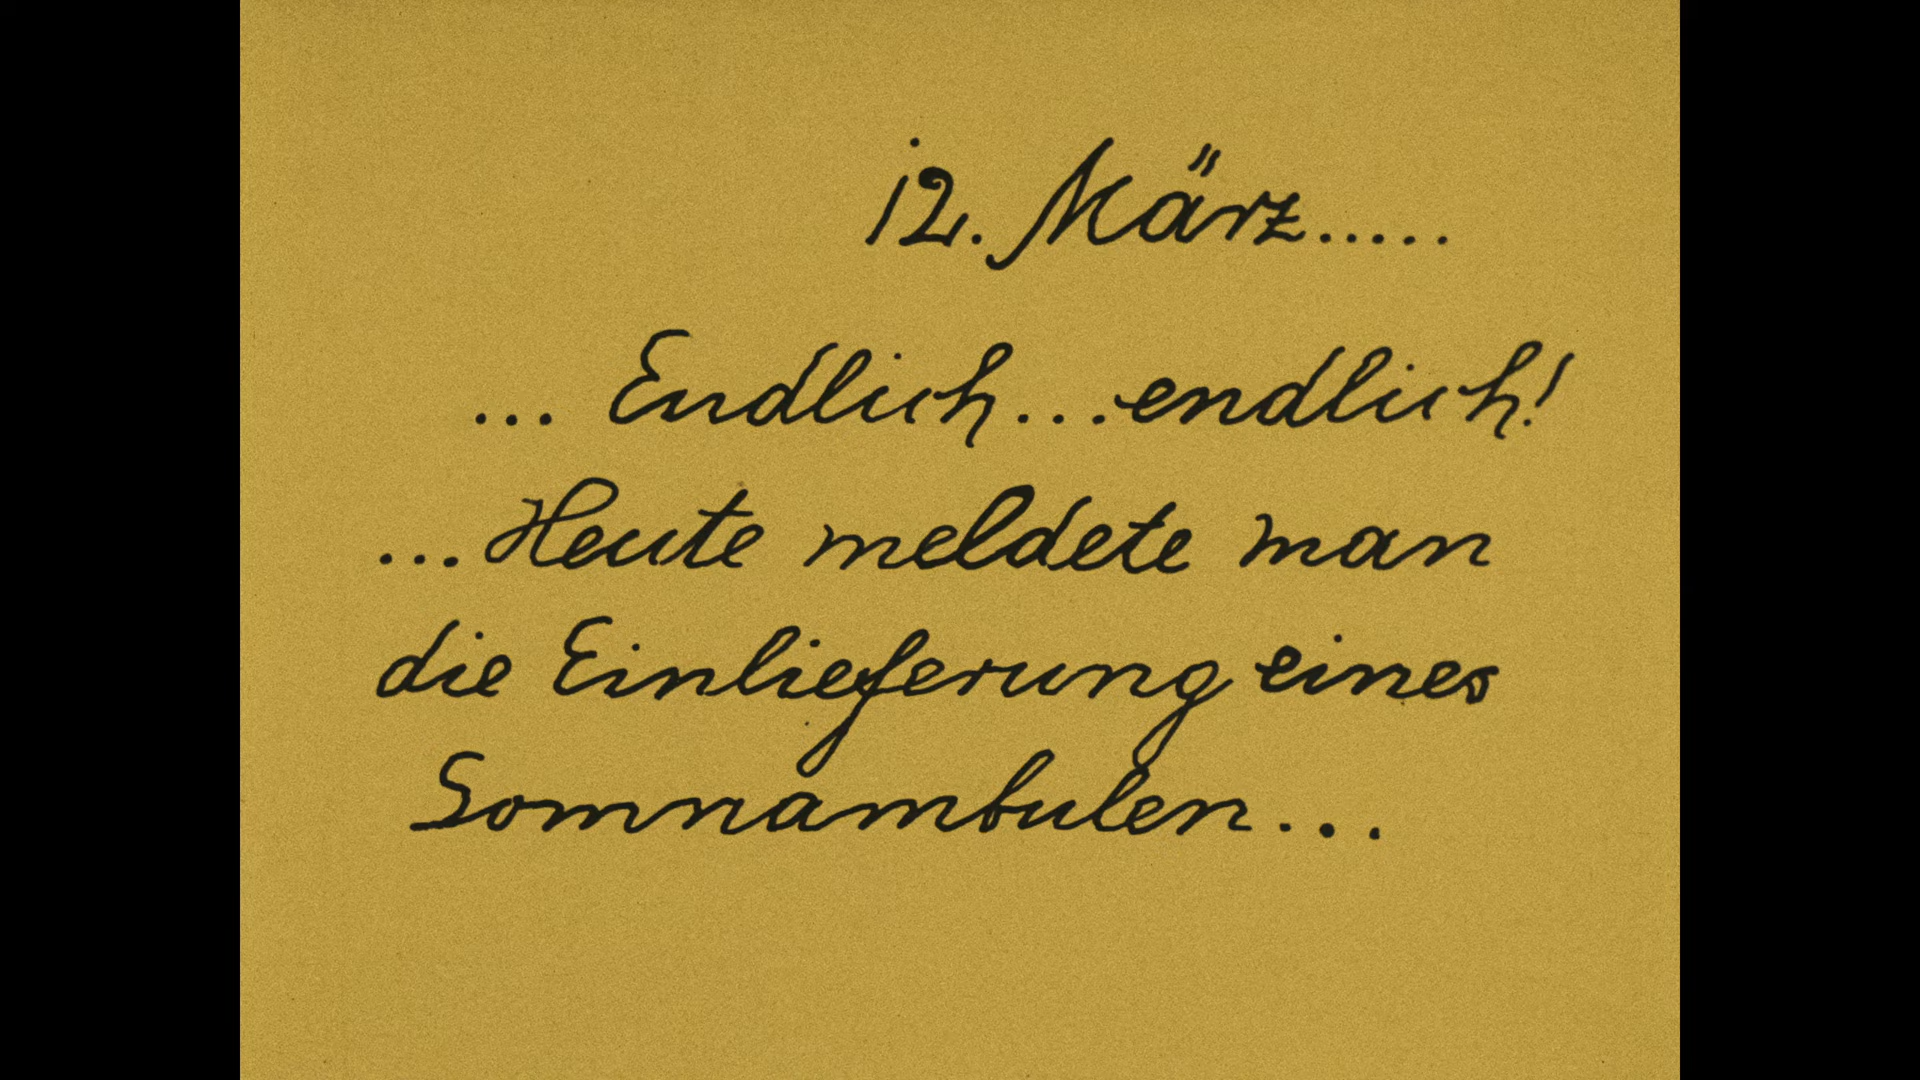 12. März.....
... Endlich... endlich!
... Heute meldete man
die Einlieferung eines
Somnambulen...